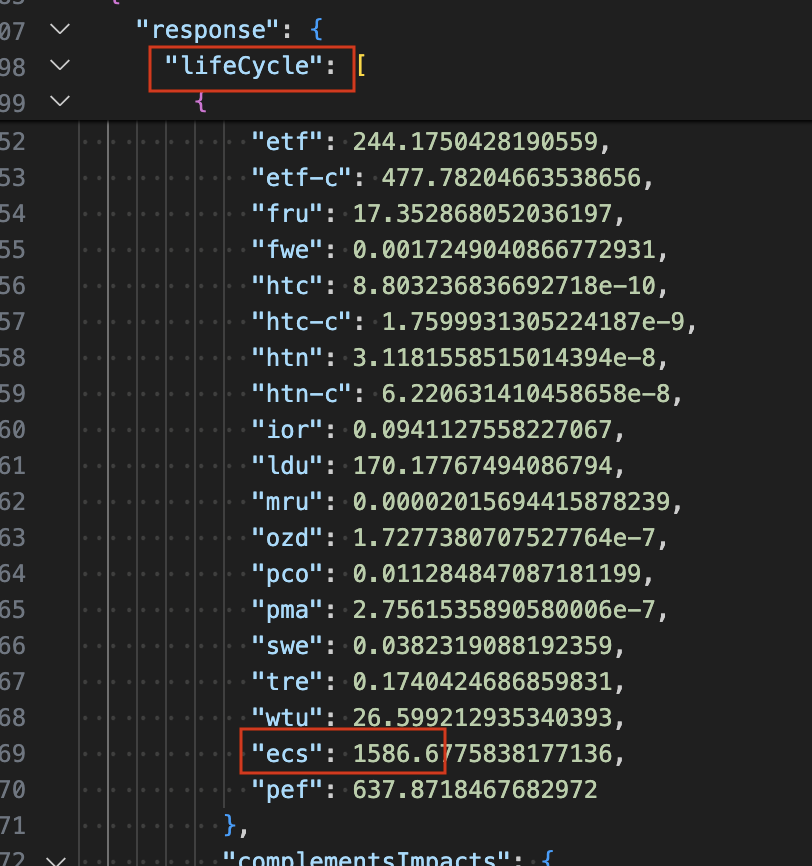 07 "response": {
98 "lifeCycle": [
99 {
52 "etf": 244.1750428190559,
53 "etf-c": 477.78204663538656,
54 "fru": 17.352868052036197,
55 "fwe": 0.0017249040866772931,
56 "htc": 8.803236836692718e-10,
57 "htc-c": 1.7599931305224187e-9,
58 "htn": 3.1181558515014394e-8,
59 "htn-c": 6.220631410458658e-8,
60 "ior": 0.0941127558227067,
61 "ldu": 170.17767494086794,
62 "mru": 0.00002015694415878239,
63 "ozd": 1.7277380707527764e-7,
64 "pco": 0.011284847087181199,
65 "pma": 2.7561535890580006e-7,
66 "swe": 0.0382319088192359,
67 "tre": 0.1740424686859831,
68 "wtu": 26.599212935340393,
69 "ecs": 1586.6775838177136,
70 "pef": 637.8718467682972
71 },
72 "complementsImpacts": {